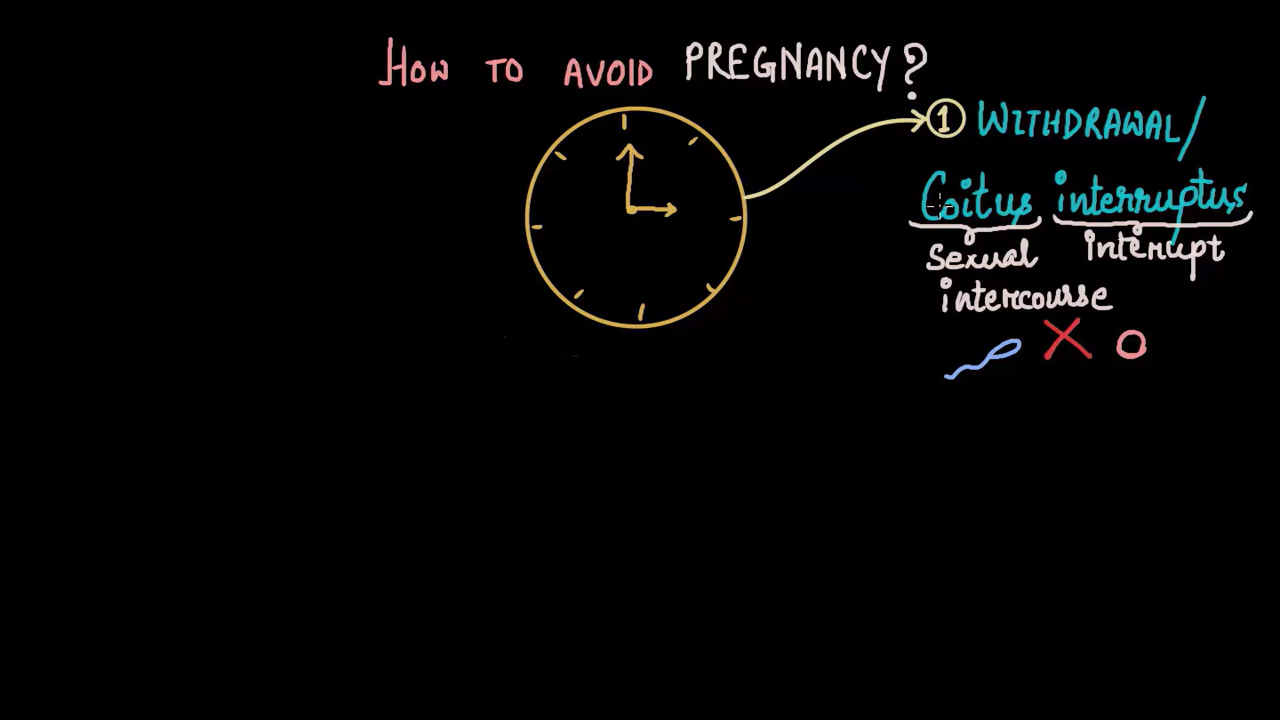 HOW TO AVOID PREGNANCY?
① WITHDRAWAL/
Coitus interruptus
sexual interrupt
intercourse